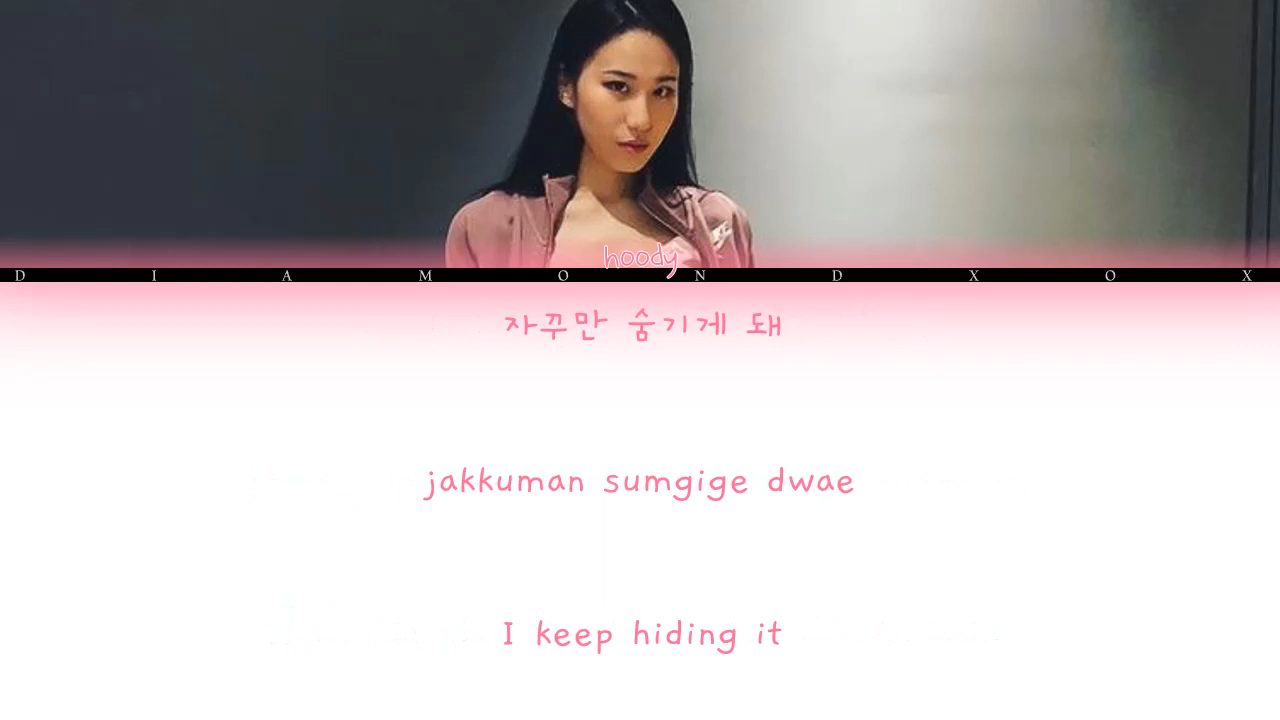 hoody
D I A M O N D X O X
자꾸만 숨기게 돼
jakkuman sumgige dwae
I keep hiding it